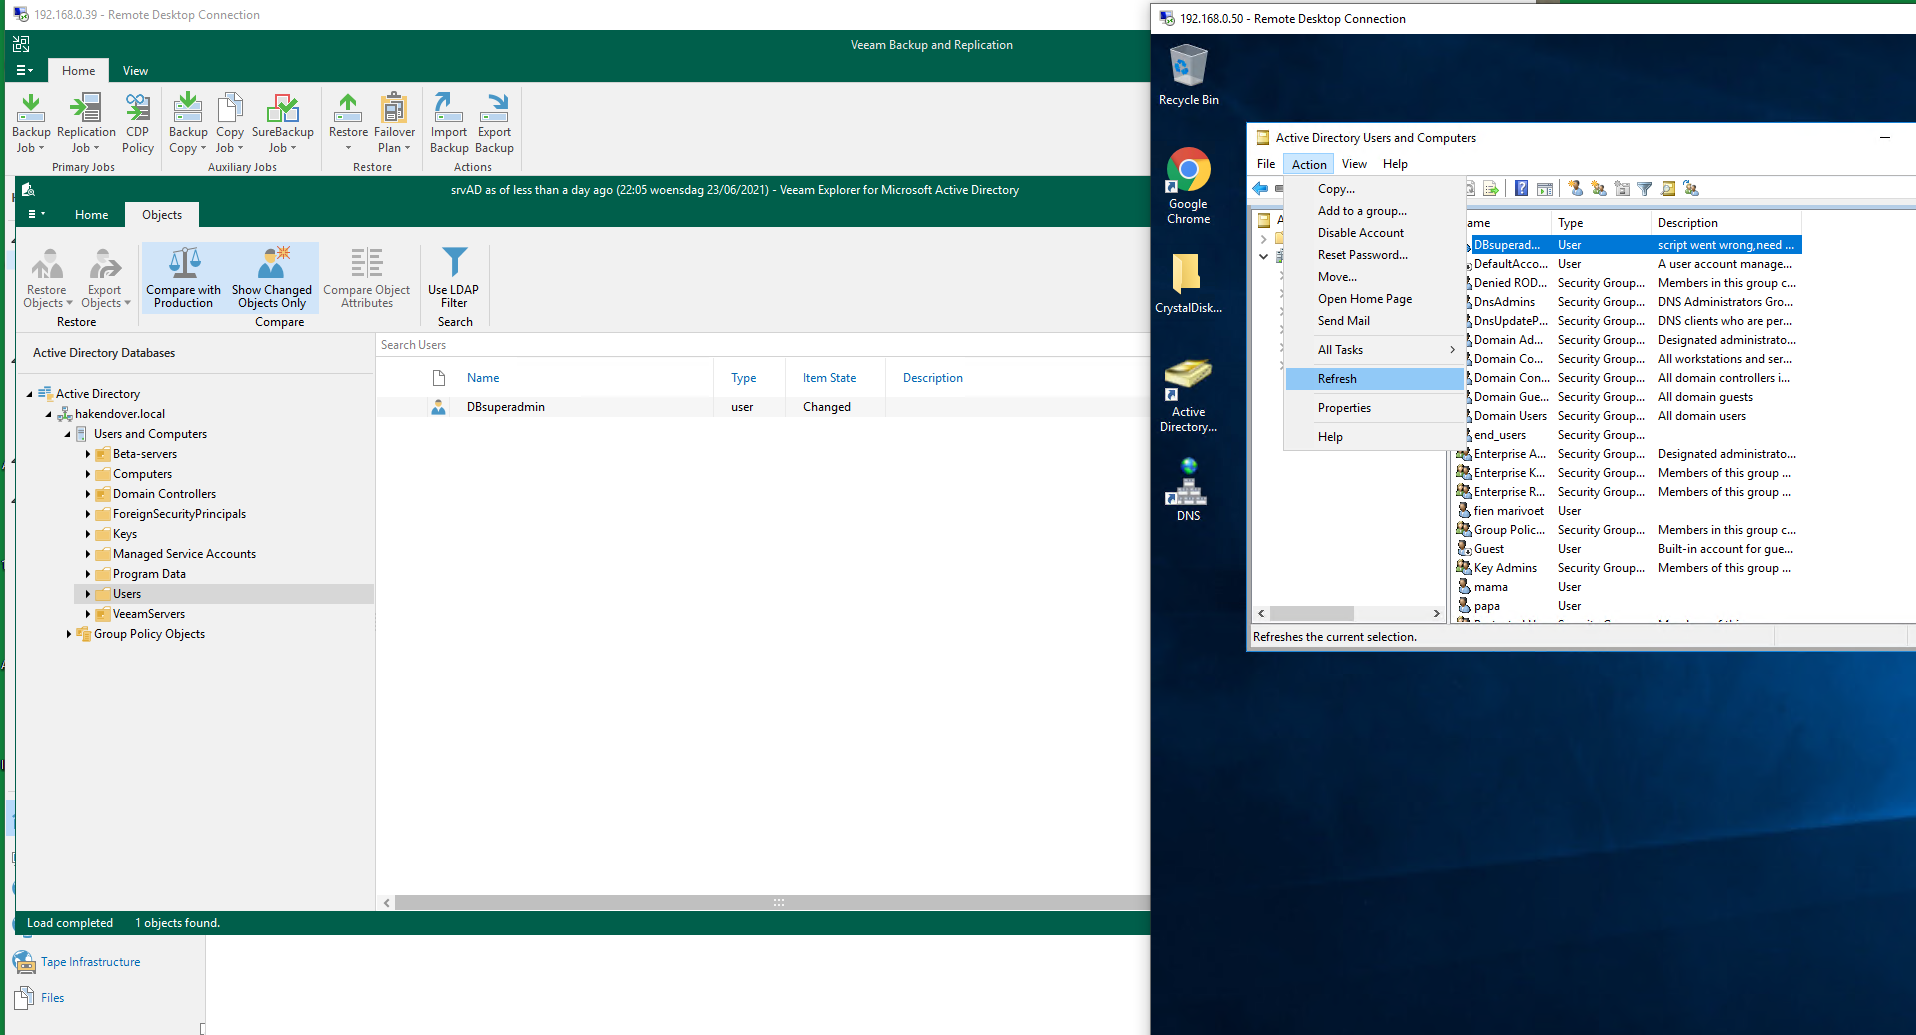 192.168.0.39 - Remote Desktop Connection
Veeam Backup and Replication
Home View
Backup Job
Replication Job
CDP Policy
Primary Jobs
Backup Copy
Copy Job
SureBackup Job
Auxiliary Jobs
Restore
Failover Plan
Restore
Import Backup
Export Backup
Actions
srvAD as of less than a day ago (22:05 woensdag 23/06/2021) - Veeam Explorer for Microsoft Active Directory
Home Objects
Restore Objects
Export Objects
Restore
Compare with Production
Show Changed Objects Only
Compare Object Attributes
Compare
Use LDAP Filter
Search
Active Directory Databases
Active Directory
hakendover.local
Users and Computers
Beta-servers
Computers
Domain Controllers
ForeignSecurityPrincipals
Keys
Managed Service Accounts
Program Data
Users
VeeamServers
Group Policy Objects
Search Users
Name Type Item State Description
DBsuperadmin user Changed
Load completed 1 objects found.
Tape Infrastructure
Files
192.168.0.50 - Remote Desktop Connection
Recycle Bin
Google Chrome
CrystalDisk...
Active Directory...
DNS
Active Directory Users and Computers
File Action View Help
Copy...
Add to a group...
Disable Account
Reset Password...
Move...
Open Home Page
Send Mail
All Tasks
Refresh
Properties
Help
Type Description
DBsuperad... User script went wrong,need ...
DefaultAcco... User A user account manage...
Denied ROD... Security Group... Members in this group c...
DnsAdmins Security Group... DNS Administrators Gro...
DnsUpdateP... Security Group... DNS clients who are per...
Domain Ad... Security Group... Designated administrato...
Domain Co... Security Group... All workstations and ser...
Domain Con... Security Group... All domain controllers i...
Domain Gue... Security Group... All domain guests
Domain Users Security Group... All domain users
end_users Security Group...
Enterprise A... Security Group... Designated administrato...
Enterprise K... Security Group... Members of this group ...
Enterprise R... Security Group... Members of this group ...
fien marivoet User
Group Polic... Security Group... Members in this group c...
Guest User Built-in account for gue...
Key Admins Security Group... Members of this group ...
mama User
papa User
Refreshes the current selection.